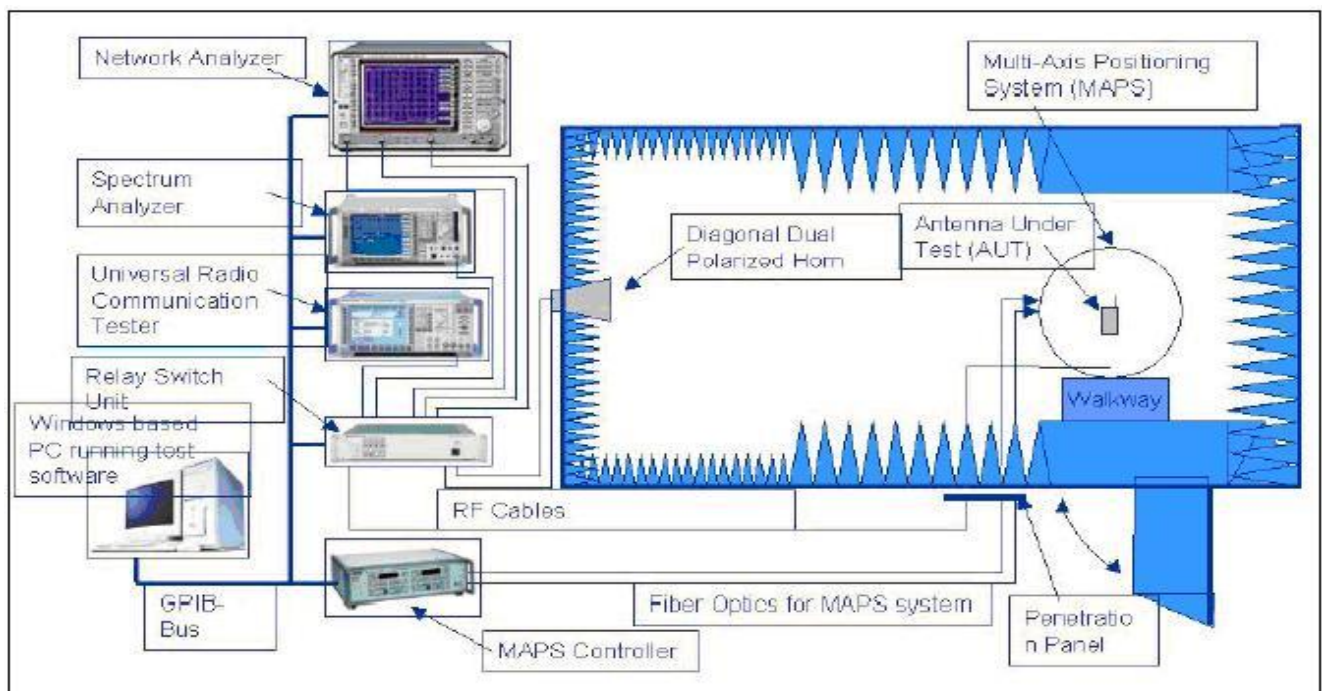 Network Analyzer
Multi-Axis Positioning
System (MAPS)
Spectrum
Analyzer
Diagonal Dual
Polarized Horn
Antenna Under
Test (AUT)
Universal Radio
Communication
Tester
Relay Switch
Unit
Walkway
Windows based
PC running test
software
RF Cables
GPIB-
Bus
Fiber Optics for MAPS system
Penetratio
n Panel
MAPS Controller